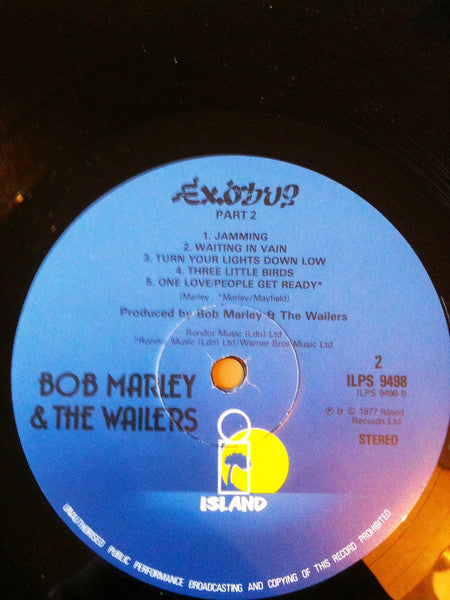 Exodus
PART 2
1. JAMMING
2. WAITING IN VAIN
3. TURN YOUR LIGHTS DOWN LOW
4. THREE LITTLE BIRDS
5. ONE LOVE/PEOPLE GET READY*
(Marley *Marley/Mayfield)
Produced by Bob Marley & The Wailers
Rondor Music (Ldn) Ltd
*Rondor Music (Ldn) Ltd/Warner Bros Music Ltd
BOB MARLEY
& THE WAILERS
2
ILPS 9498
ILPS 9498 B
℗ & © 1977 Island
Records Ltd
STEREO
ISLAND
UNAUTHORISED PUBLIC PERFORMANCE BROADCASTING AND COPYING OF THIS RECORD PROHIBITED